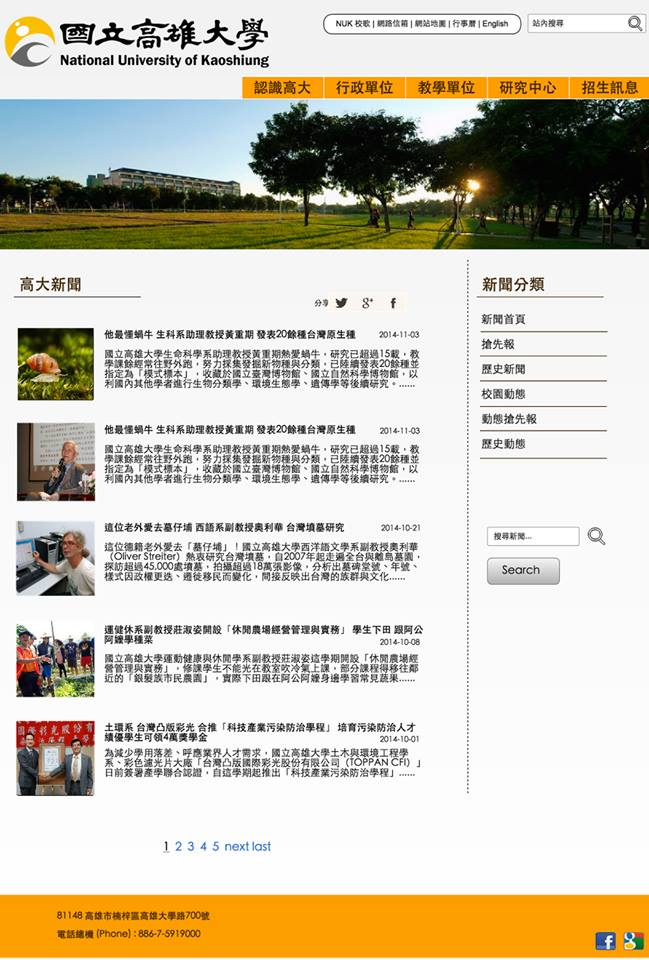 國立高雄大學
National University of Kaoshiung
NUK 校歌 | 網路信箱 | 網站地圖 | 行事曆 | English
站內搜尋
認識高大
行政單位
教學單位
研究中心
招生訊息
高大新聞
分享
他最懂蝸牛 生科系助理教授黃重期 發表20餘種台灣原生種 2014-11-03
國立高雄大學生命科學系助理教授黃重期熱愛蝸牛，研究已超過15載，教
學課餘經常往野外跑，努力採集發掘新物種與分類，已陸續發表20餘種並
指定為「模式標本」，收藏於國立臺灣博物館、國立自然科學博物館，以
利國內其他學者進行生物分類學、環境生態學、遺傳學等後續研究。......
他最懂蝸牛 生科系助理教授黃重期 發表20餘種台灣原生種 2014-11-03
國立高雄大學生命科學系助理教授黃重期熱愛蝸牛，研究已超過15載，教
學課餘經常往野外跑，努力採集發掘新物種與分類，已陸續發表20餘種並
指定為「模式標本」，收藏於國立臺灣博物館、國立自然科學博物館，以
利國內其他學者進行生物分類學、環境生態學、遺傳學等後續研究。......
這位老外愛去墓仔埔 西語系副教授奧利華 台灣墳墓研究 2014-10-21
這位德籍老外愛去「墓仔埔」！國立高雄大學西洋語文學系副教授奧利華
（Oliver Streiter）熱衷研究台灣墳墓，自2007年起走遍全台與離島墓園，
探訪超過45,000處墳墓，拍攝超過18萬張影像，分析出墓碑堂號、年號、
樣式因政權更迭、遷徙移民而變化，間接反映出台灣的族群與文化......
運健休系副教授莊淑姿開設「休閒農場經營管理與實務」 學生下田 跟阿公
阿嬤學種菜 2014-10-08
國立高雄大學運動健康與休閒學系副教授莊淑姿這學期開設「休閒農場經
營管理與實務」，修課學生不能光在教室吹冷氣上課，部分課程得移往鄰
近的「銀髮族市民農園」，實際下田跟在阿公阿嬤身邊學習常見蔬果......
土環系 台灣凸版彩光 合推「科技產業污染防治學程」 培育污染防治人才
績優學生可領4萬獎學金 2014-10-01
為減少學用落差、呼應業界人才需求，國立高雄大學土木與環境工程學
系、彩色濾光片大廠「台灣凸版國際彩光股份有限公司（TOPPAN CFI）」
日前簽署產學聯合認證，自這學期起推出「科技產業污染防治學程」......
1 2 3 4 5 next last
新聞分類
新聞首頁
搶先報
歷史新聞
校園動態
動態搶先報
歷史動態
搜尋新聞...
Search
81148 高雄市楠梓區高雄大學路700號
電話總機 (Phone) : 886-7-5919000